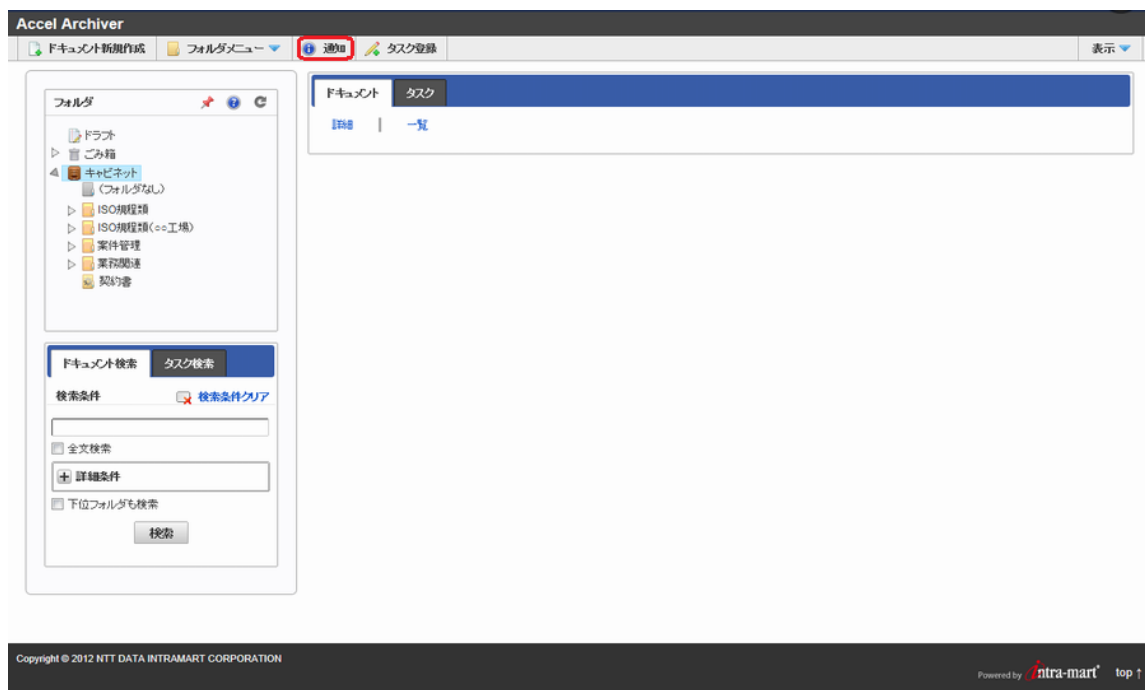 Accel Archiver
ドキュメント新規作成 フォルダメニュー 通知 タスク登録 表示
フォルダ
ドラフト
ごみ箱
キャビネット
(フォルダなし)
ISO規程類
ISO規程類(○○工場)
案件管理
業務関連
契約書
ドキュメント検索 タスク検索
検索条件 検索条件クリア
全文検索
詳細条件
下位フォルダも検索
検索
ドキュメント タスク
詳細 | 一覧
Copyright © 2012 NTT DATA INTRAMART CORPORATION
Powered by intra-mart top ↑